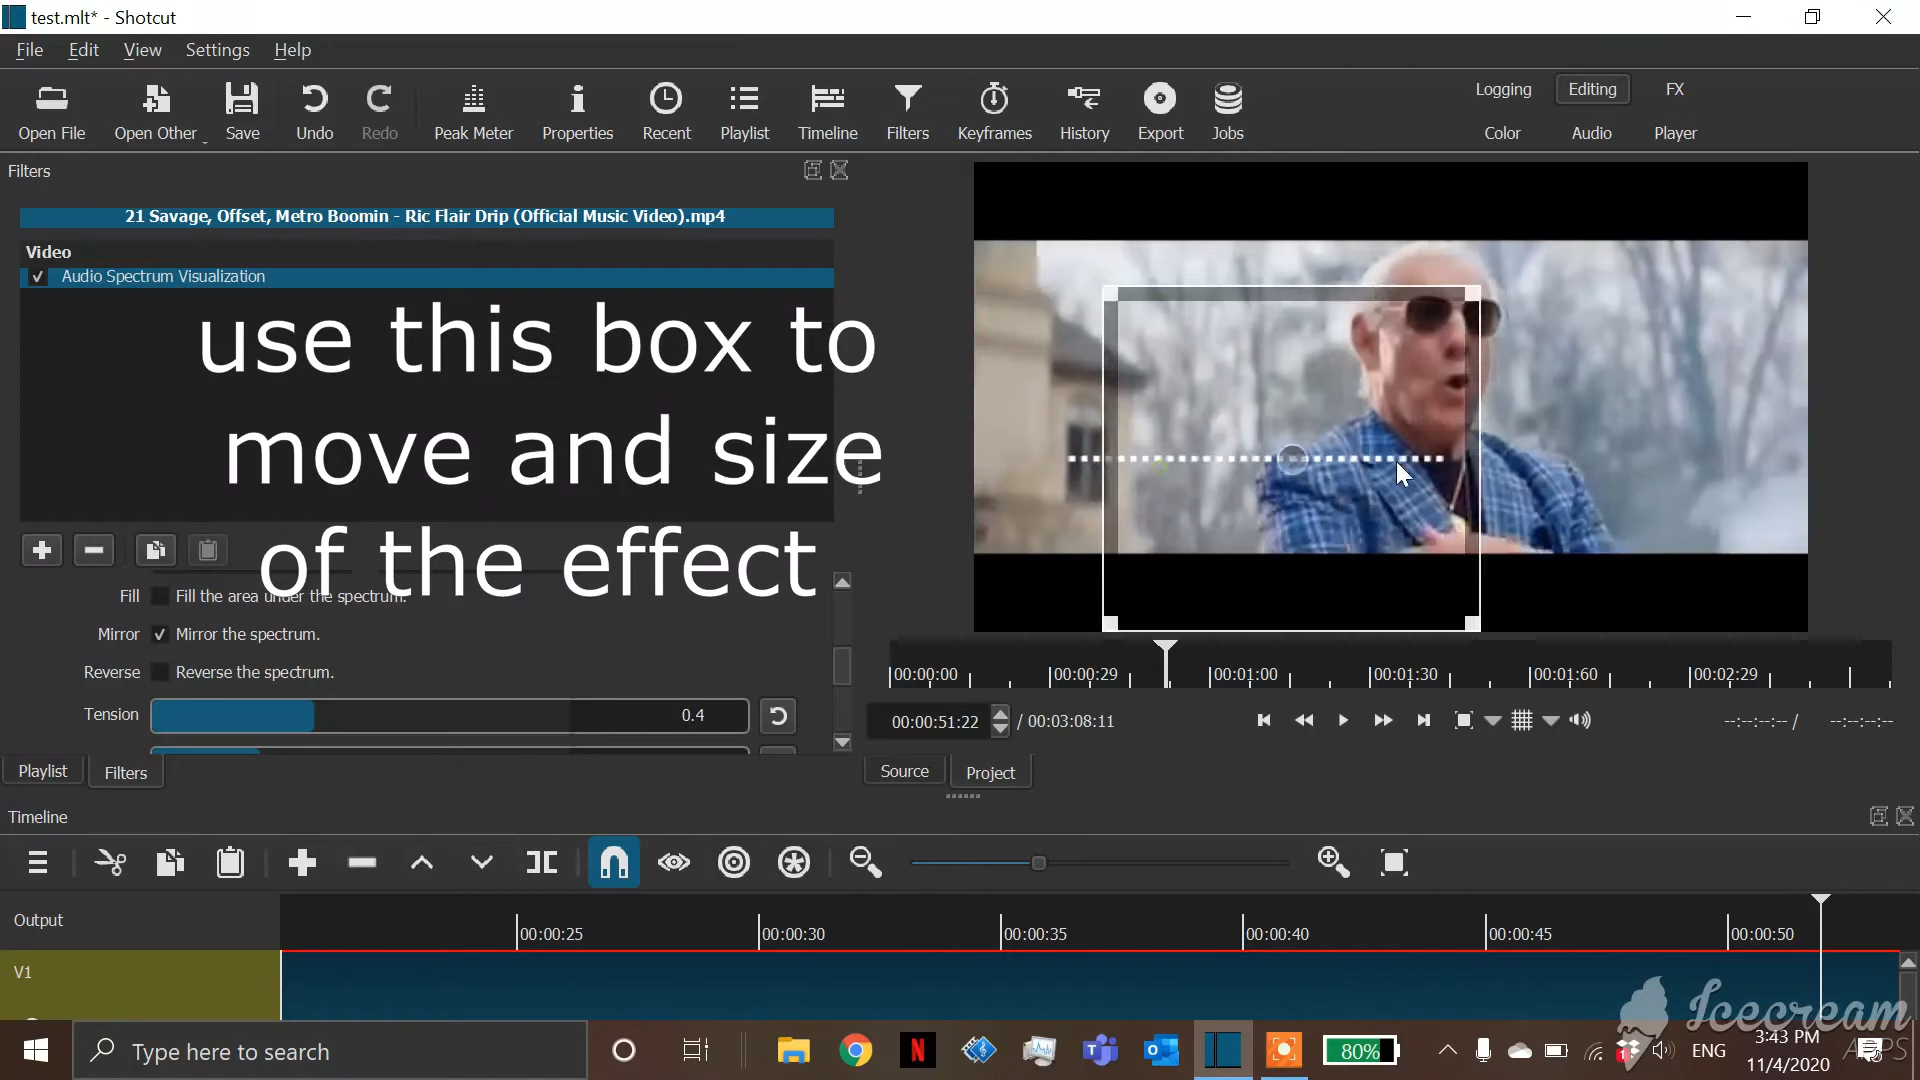 test.mlt* - Shotcut
File Edit View Settings Help
Open File Open Other Save Undo Redo Peak Meter Properties Recent Playlist Timeline Filters Keyframes History Export Jobs
Logging Editing FX
Color Audio Player
Filters
21 Savage, Offset, Metro Boomin - Ric Flair Drip (Official Music Video).mp4
Video
Audio Spectrum Visualization
use this box to
move and size
of the effect
Fill Fill the area under the spectrum.
Mirror Mirror the spectrum.
Reverse Reverse the spectrum.
Tension 0.4
Playlist Filters
00:00:00 00:00:29 00:01:00 00:01:30 00:01:60 00:02:29
00:00:51:22 / 00:03:08:11 --:--:--:-- / --:--:--:--
Source Project
Timeline
Output
00:00:25 00:00:30 00:00:35 00:00:40 00:00:45 00:00:50
V1
Icecream
APPS
Type here to search
N
80%
ENG
3:43 PM
11/4/2020